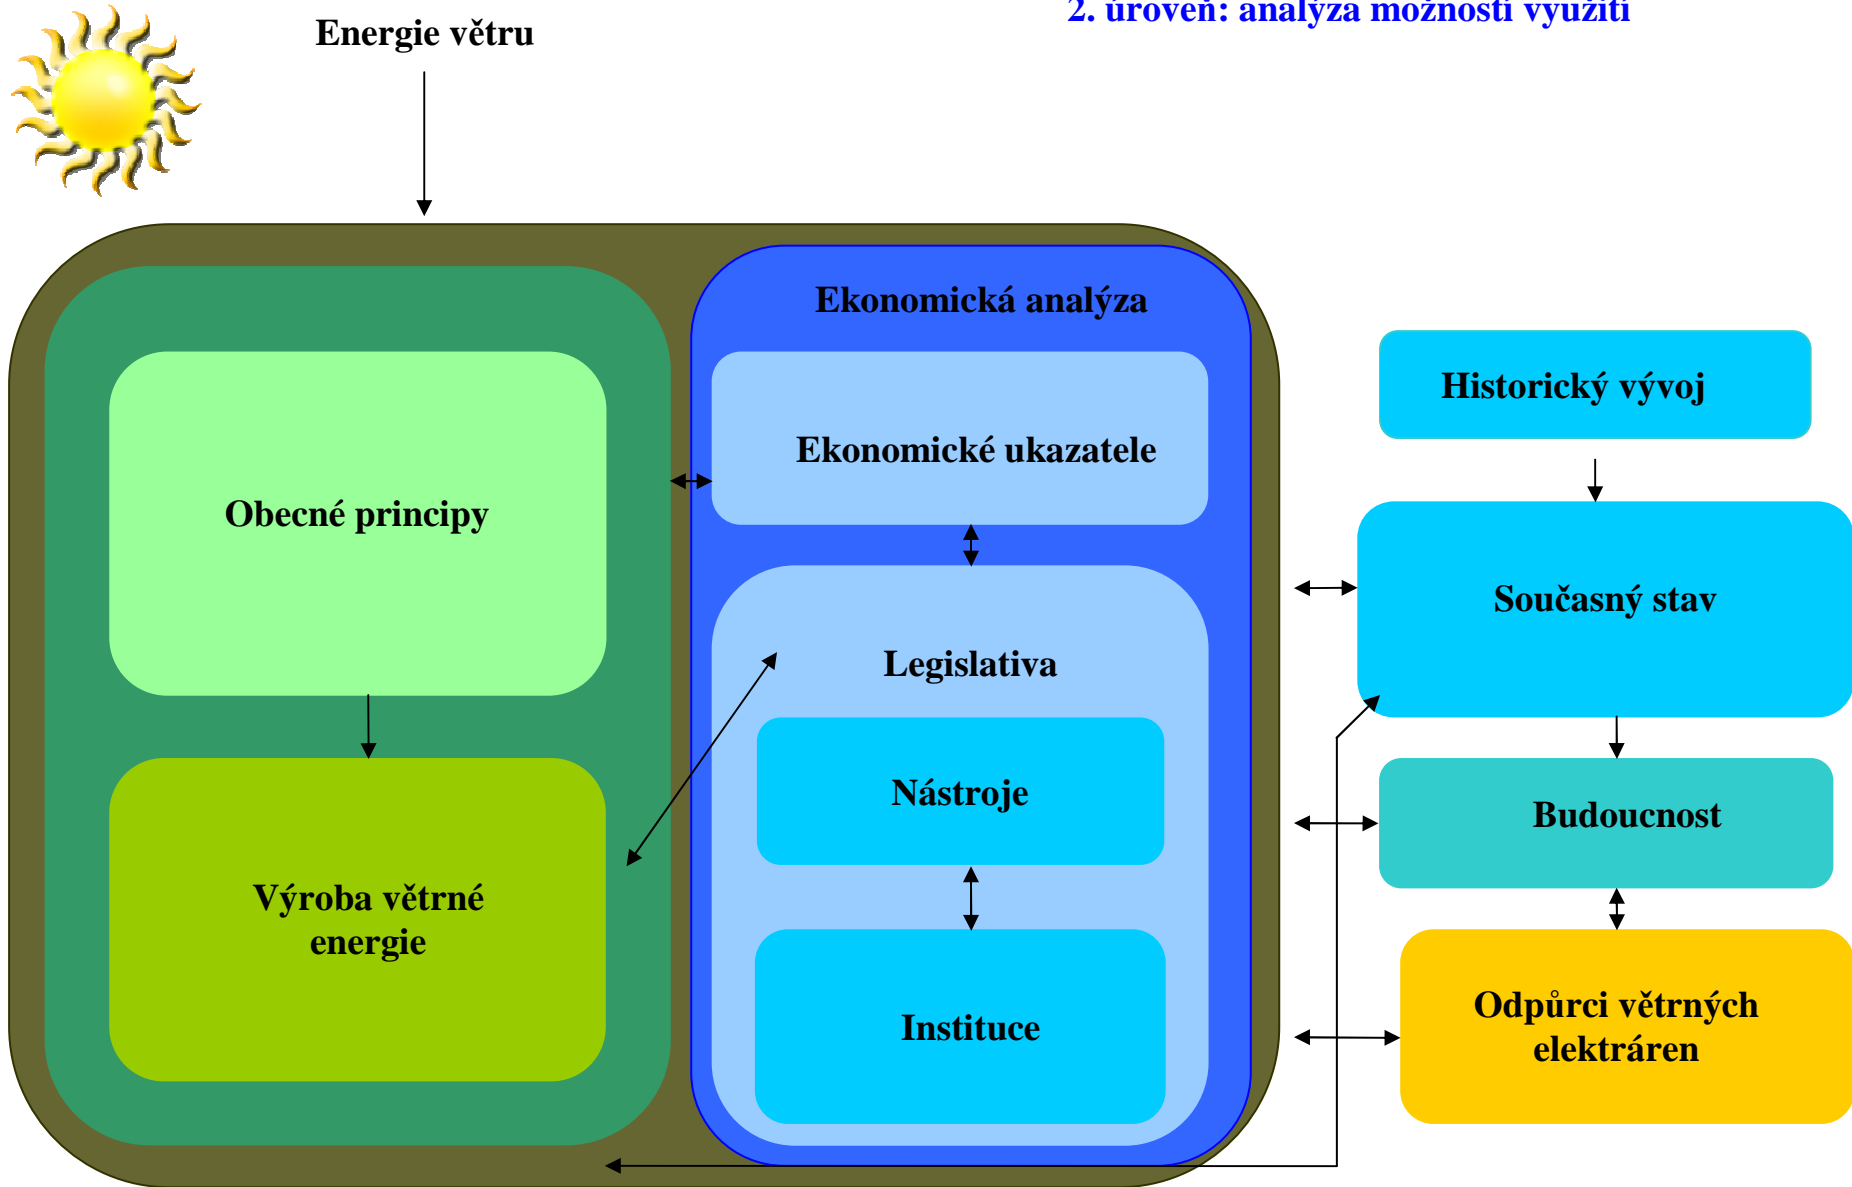 2. úroveň: analýza možností využití
Energie větru
Ekonomická analýza
Ekonomické ukazatele
Obecné principy
Legislativa
Nástroje
Výroba větrné
energie
Instituce
Historický vývoj
Současný stav
Budoucnost
Odpůrci větrných
elektráren